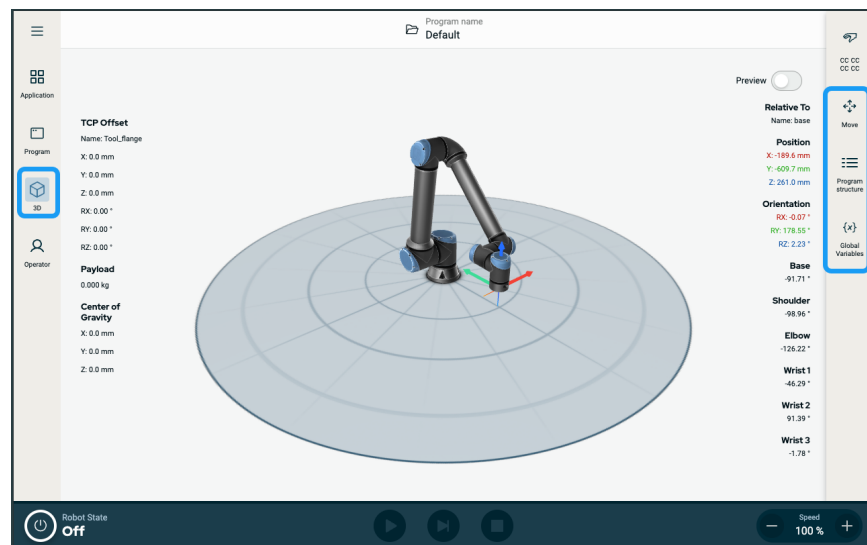 Program name
Default
Application
Program
3D
Operator
TCP Offset
Name: Tool_flange
X: 0.0 mm
Y: 0.0 mm
Z: 0.0 mm
RX: 0.00 °
RY: 0.00 °
RZ: 0.00 °
Payload
0.000 kg
Center of
Gravity
X: 0.0 mm
Y: 0.0 mm
Z: 0.0 mm
Preview
Relative To
Name: base
Position
X: -189.6 mm
Y: -609.7 mm
Z: 261.0 mm
Orientation
RX: -0.07 °
RY: 178.55 °
RZ: 2.23 °
Base
-91.71 °
Shoulder
-98.96 °
Elbow
-126.22 °
Wrist 1
-46.29 °
Wrist 2
91.39 °
Wrist 3
-1.78 °
CC CC
CC CC
Move
Program
structure
{x}
Global
Variables
Robot State
Off
Speed
100 %